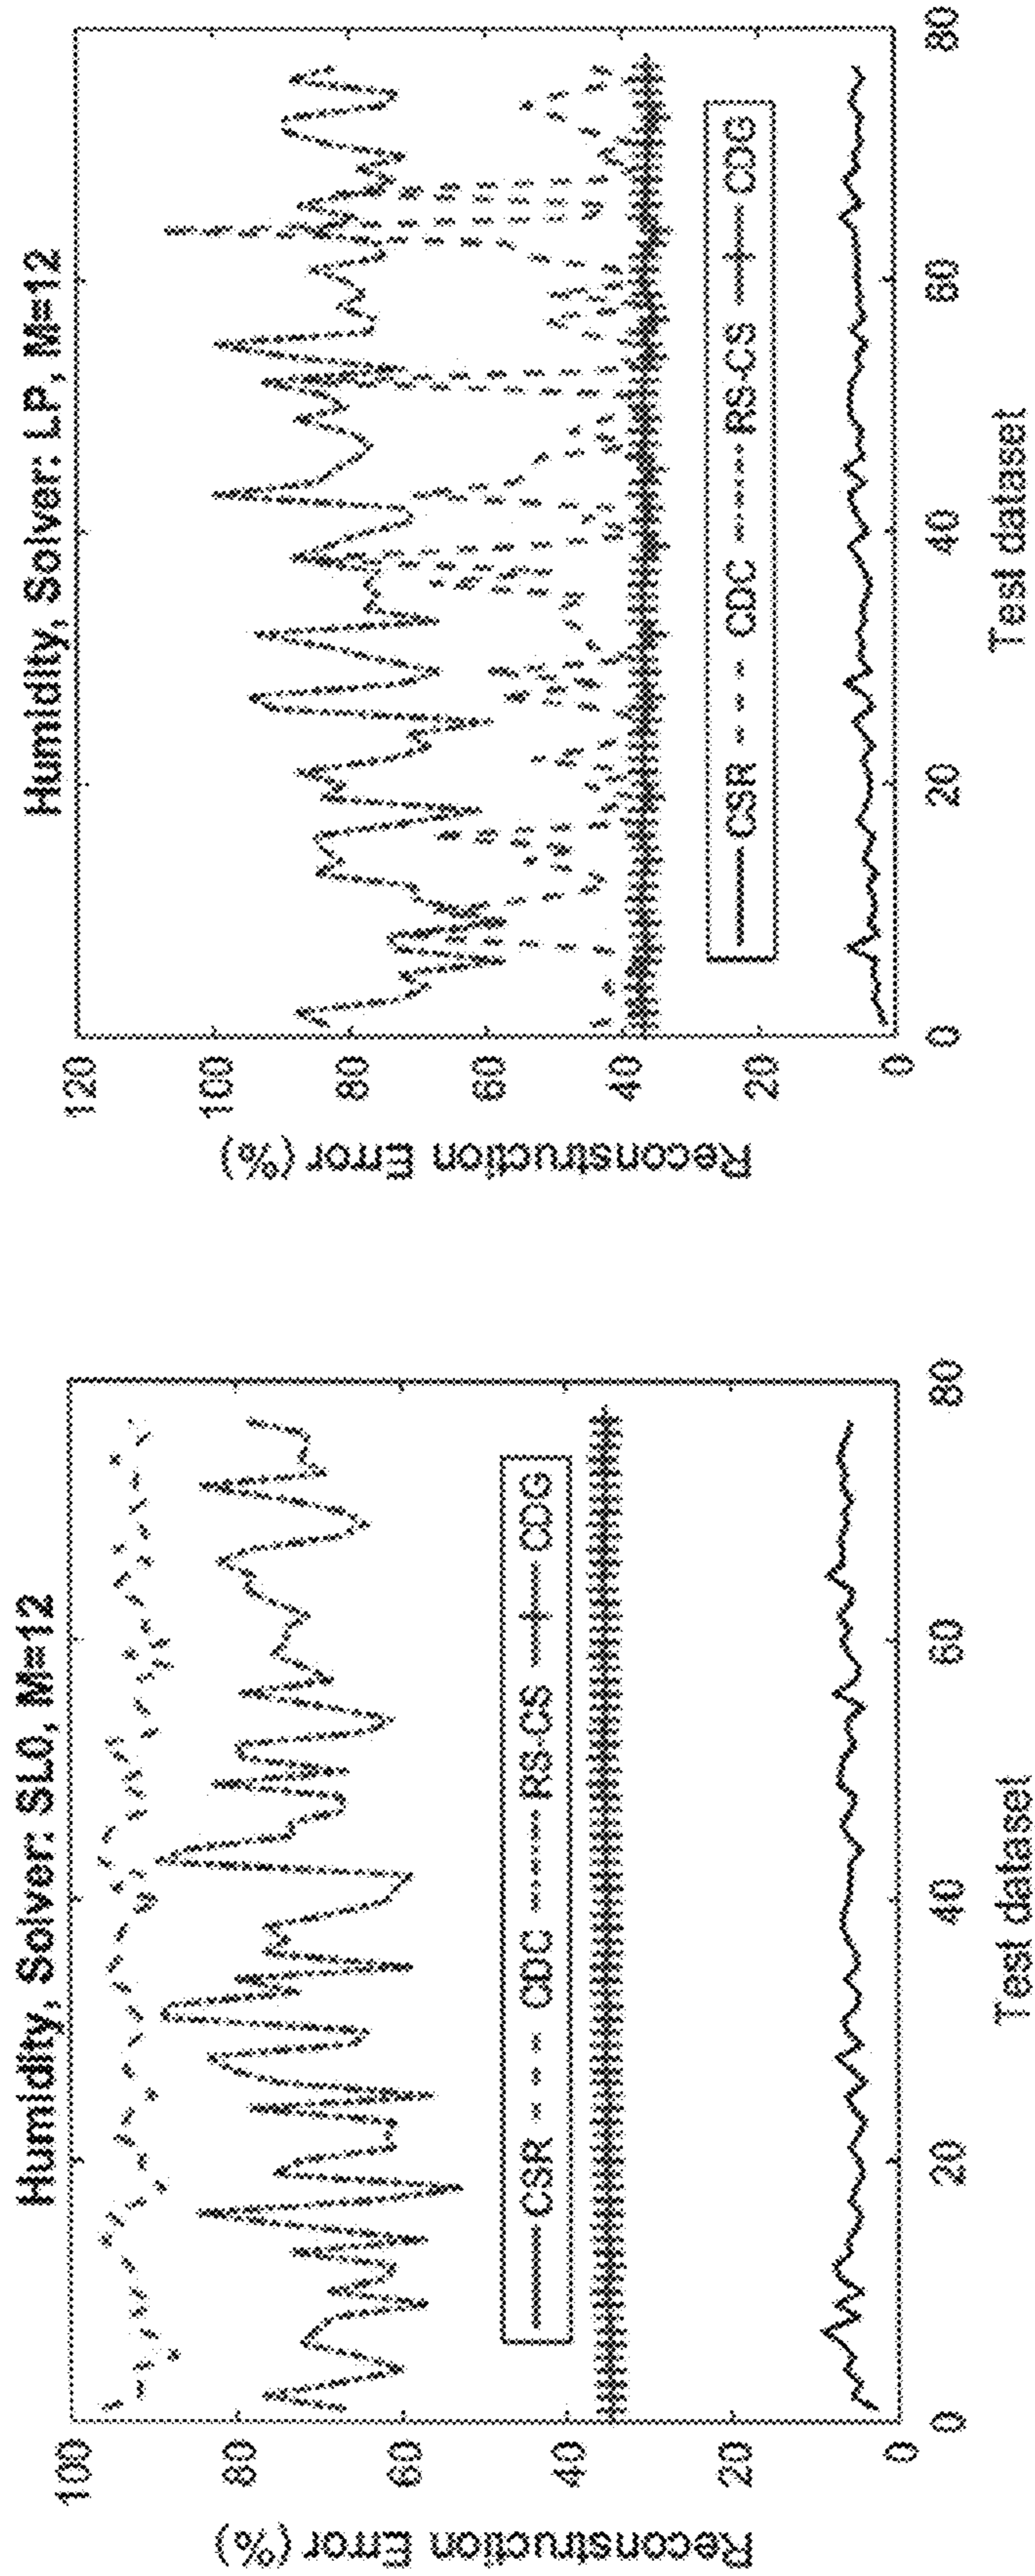 Humidity, Solver: SL0, M=12
Reconstruction Error (%)
100
80
60
40
20
0
CSR CDC RS-CS CDG
0 20 40 60 80
Test dataset
Humidity, Solver: LP, M=12
Reconstruction Error (%)
120
100
80
60
40
20
0
CSR CDC RS-CS CDG
0 20 40 60 80
Test dataset